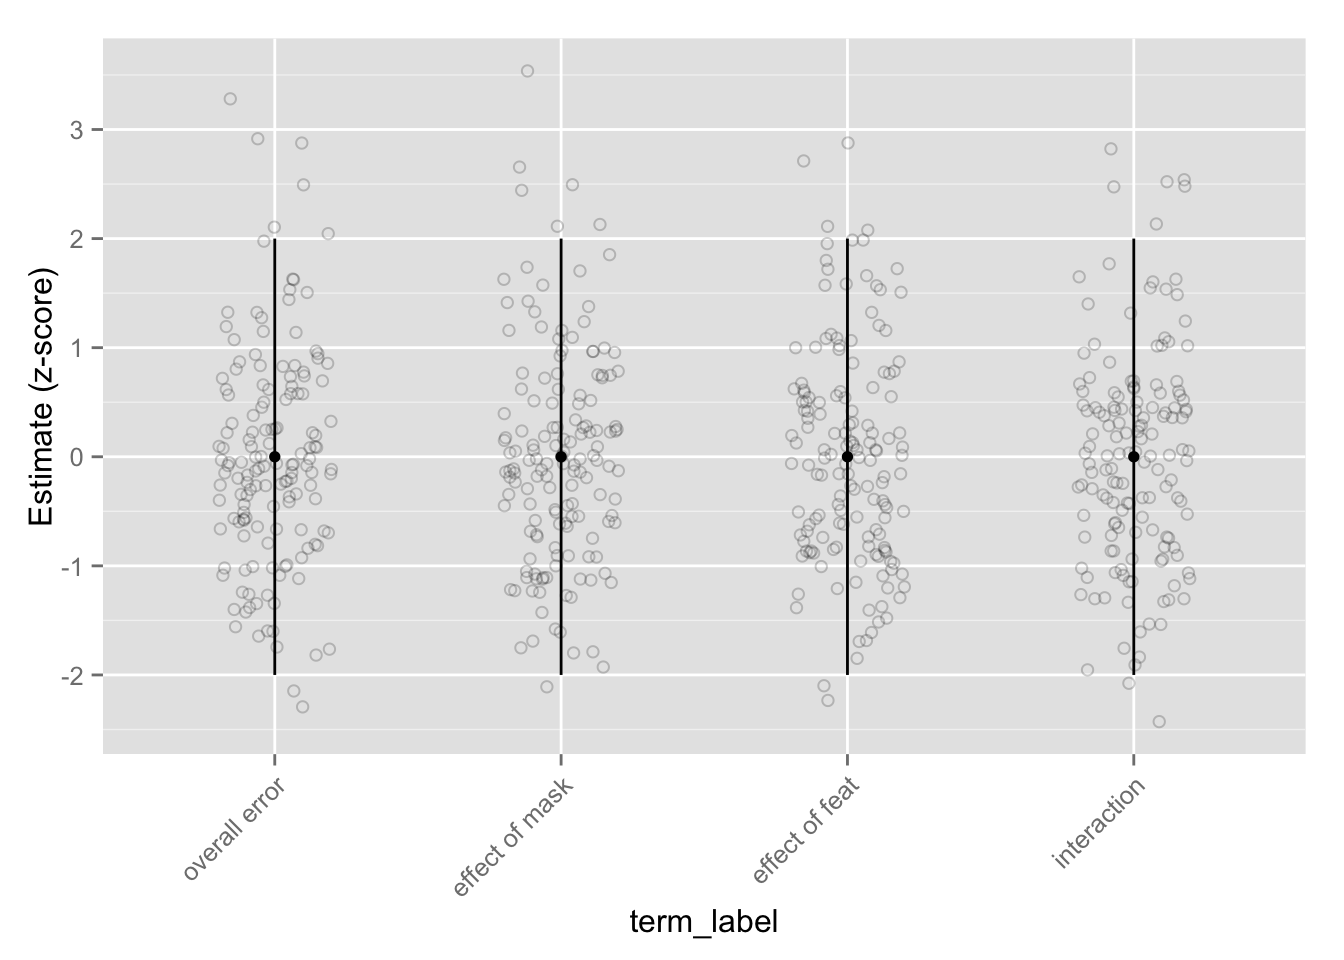 Estimate (z-score)
3
2
1
0
-1
-2
overall error
effect of mask
effect of feat
interaction
term_label